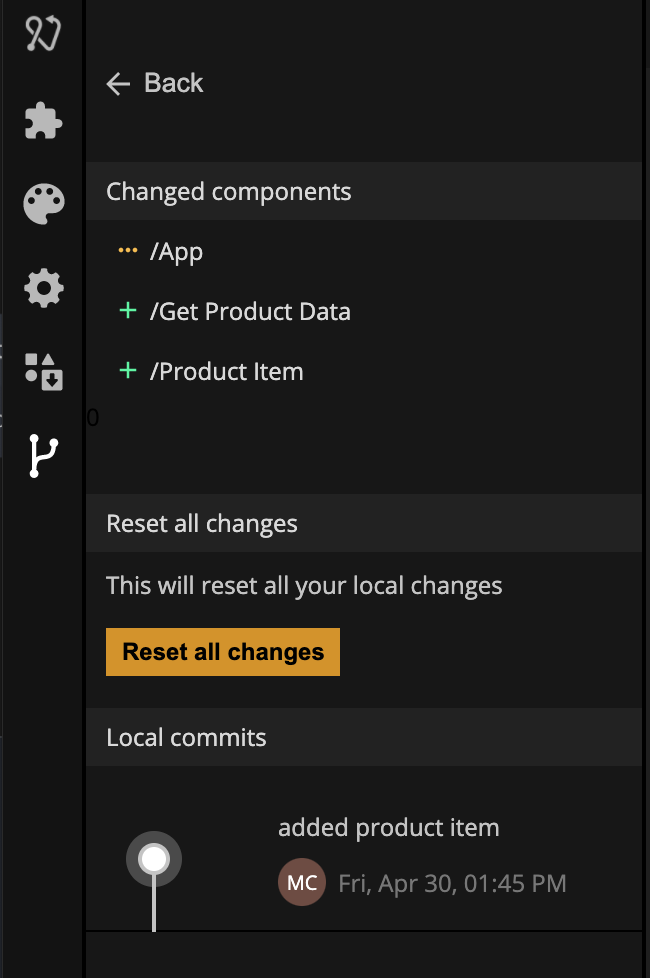 Back
Changed components
/App
/Get Product Data
/Product Item
0
Reset all changes
This will reset all your local changes
Reset all changes
Local commits
added product item
MC Fri, Apr 30, 01:45 PM